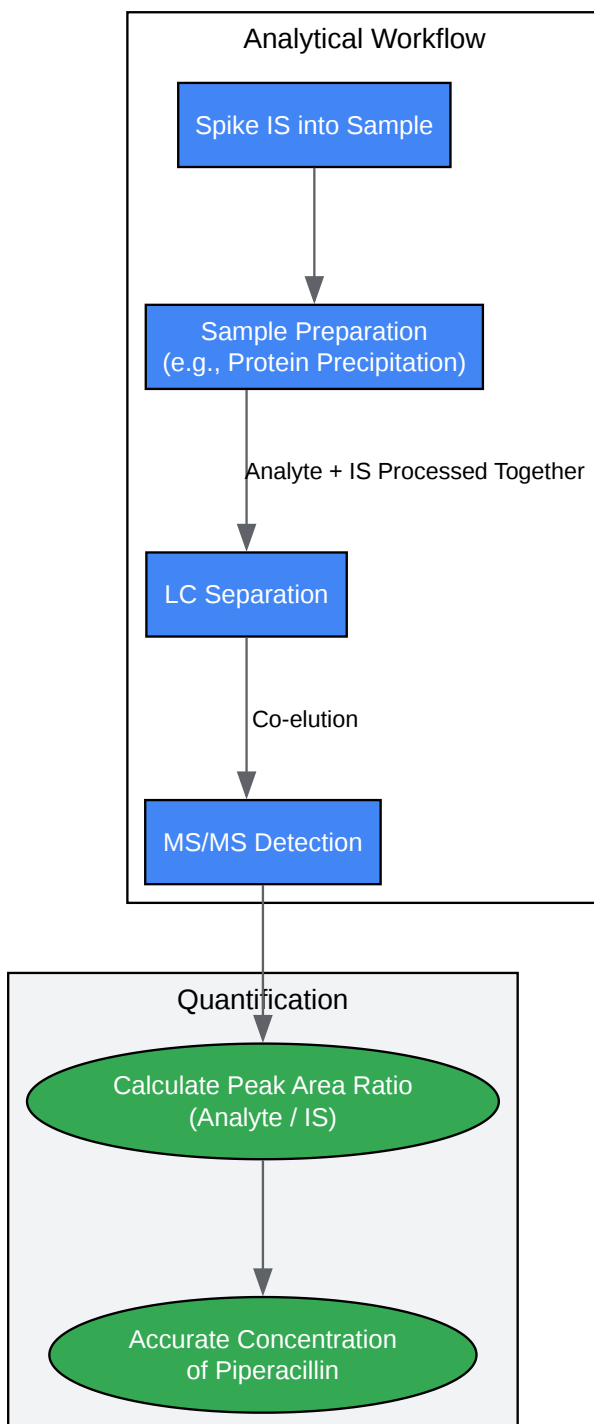 Analytical Workflow
Spike IS into Sample
Sample Preparation
(e.g., Protein Precipitation)
Analyte + IS Processed Together
LC Separation
Co-elution
MS/MS Detection
Quantification
Calculate Peak Area Ratio
(Analyte / IS)
Accurate Concentration
of Piperacillin